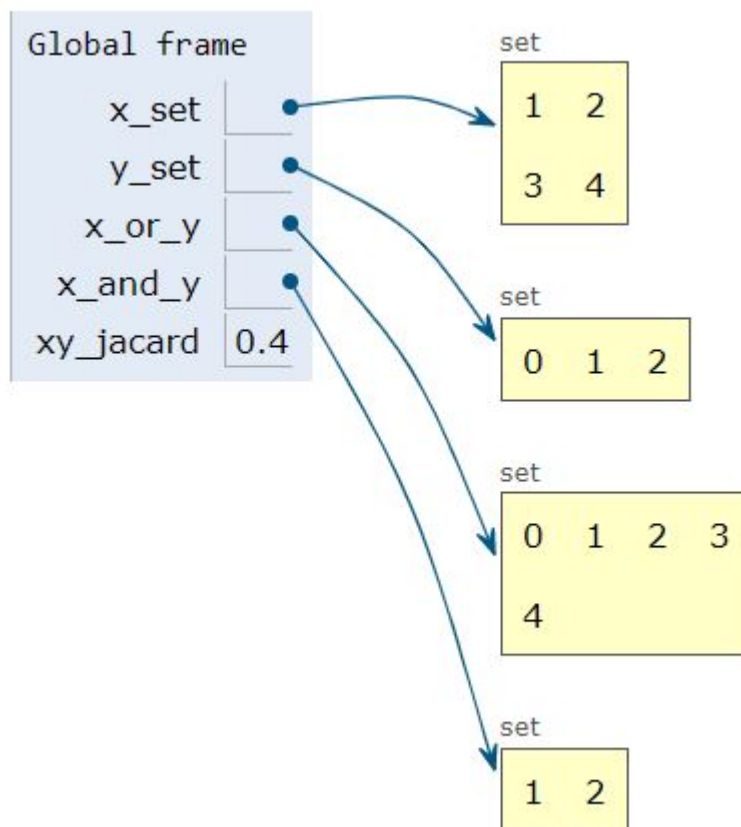 Global frame
x_set
y_set
x_or_y
x_and_y
xy_jacard 0.4
set
1 2
3 4
set
0 1 2
set
0 1 2 3
4
set
1 2